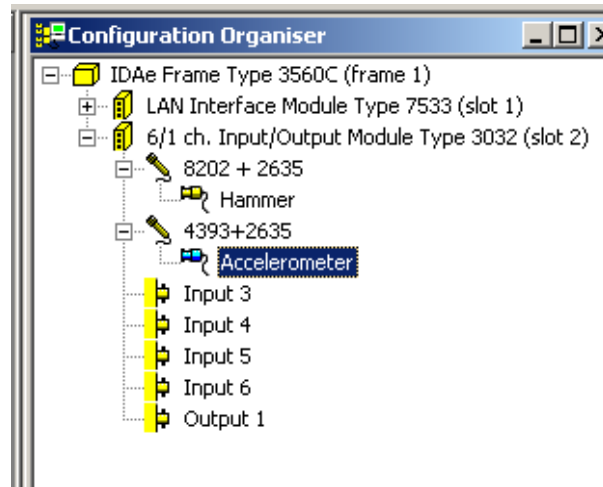 Configuration Organiser
IDAe Frame Type 3560C (frame 1)
LAN Interface Module Type 7533 (slot 1)
6/1 ch. Input/Output Module Type 3032 (slot 2)
8202 + 2635
Hammer
4393+2635
Accelerometer
Input 3
Input 4
Input 5
Input 6
Output 1